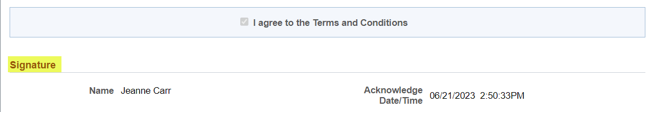 I agree to the Terms and Conditions
Signature
Name Jeanne Carr
Acknowledge
Date/Time 06/21/2023 2:50:33PM